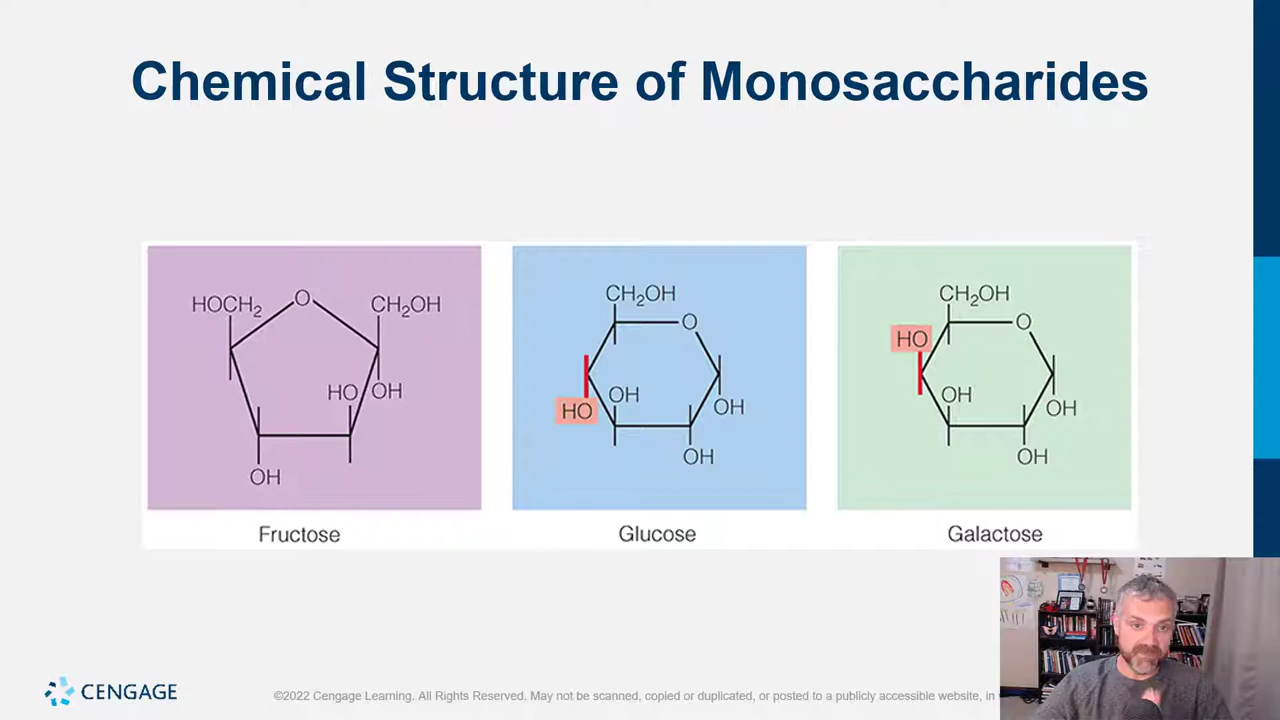 Chemical Structure of Monosaccharides
HOCH₂ O CH₂OH
HO OH
OH
Fructose
CH₂OH
O
HO OH OH
OH
Glucose
CH₂OH
O
HO
OH OH
OH
Galactose
CENGAGE
©2022 Cengage Learning. All Rights Reserved. May not be scanned, copied or duplicated, or posted to a publicly accessible website, in